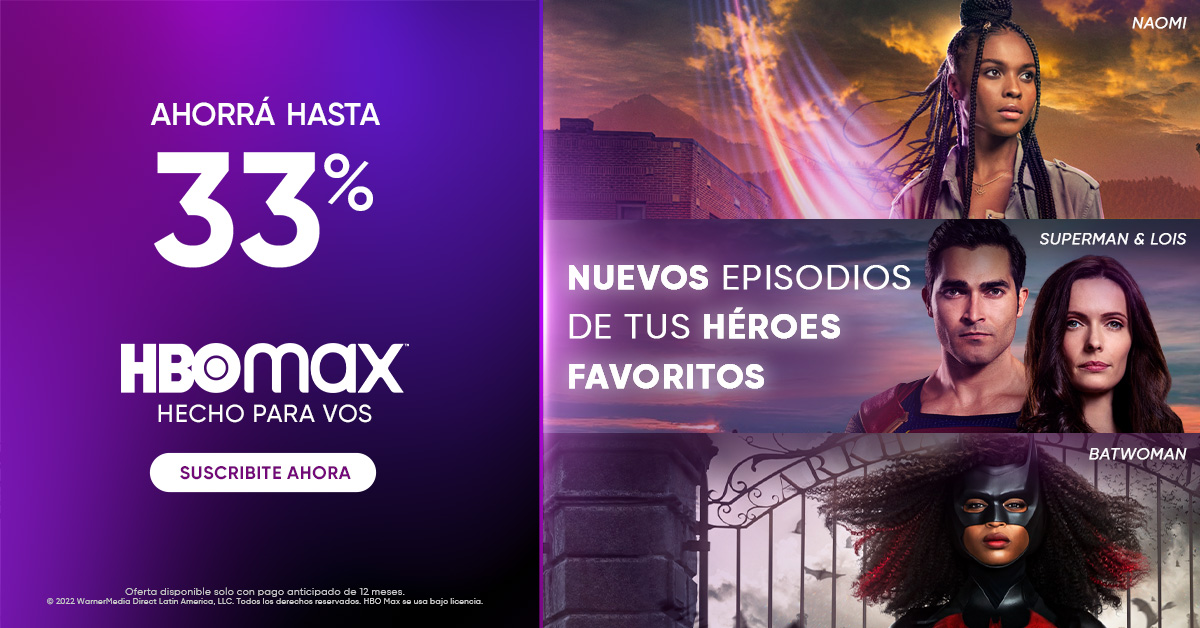 AHORRÁ HASTA
33%
HBOMAX™
HECHO PARA VOS
SUSCRIBITE AHORA
Oferta disponible solo con pago anticipado de 12 meses.
© 2022 WarnerMedia Direct Latin America, LLC. Todos los derechos reservados. HBO Max se usa bajo licencia.
NAOMI
SUPERMAN & LOIS
NUEVOS EPISODIOS
DE TUS HÉROES
FAVORITOS
BATWOMAN